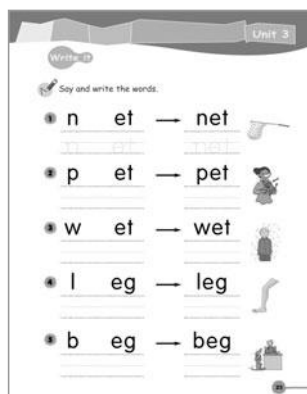 Unit 3
Write it
Say and write the words.
1 n et → net
n et net
2 p et → pet
3 w et → wet
4 l eg → leg
5 b eg → beg